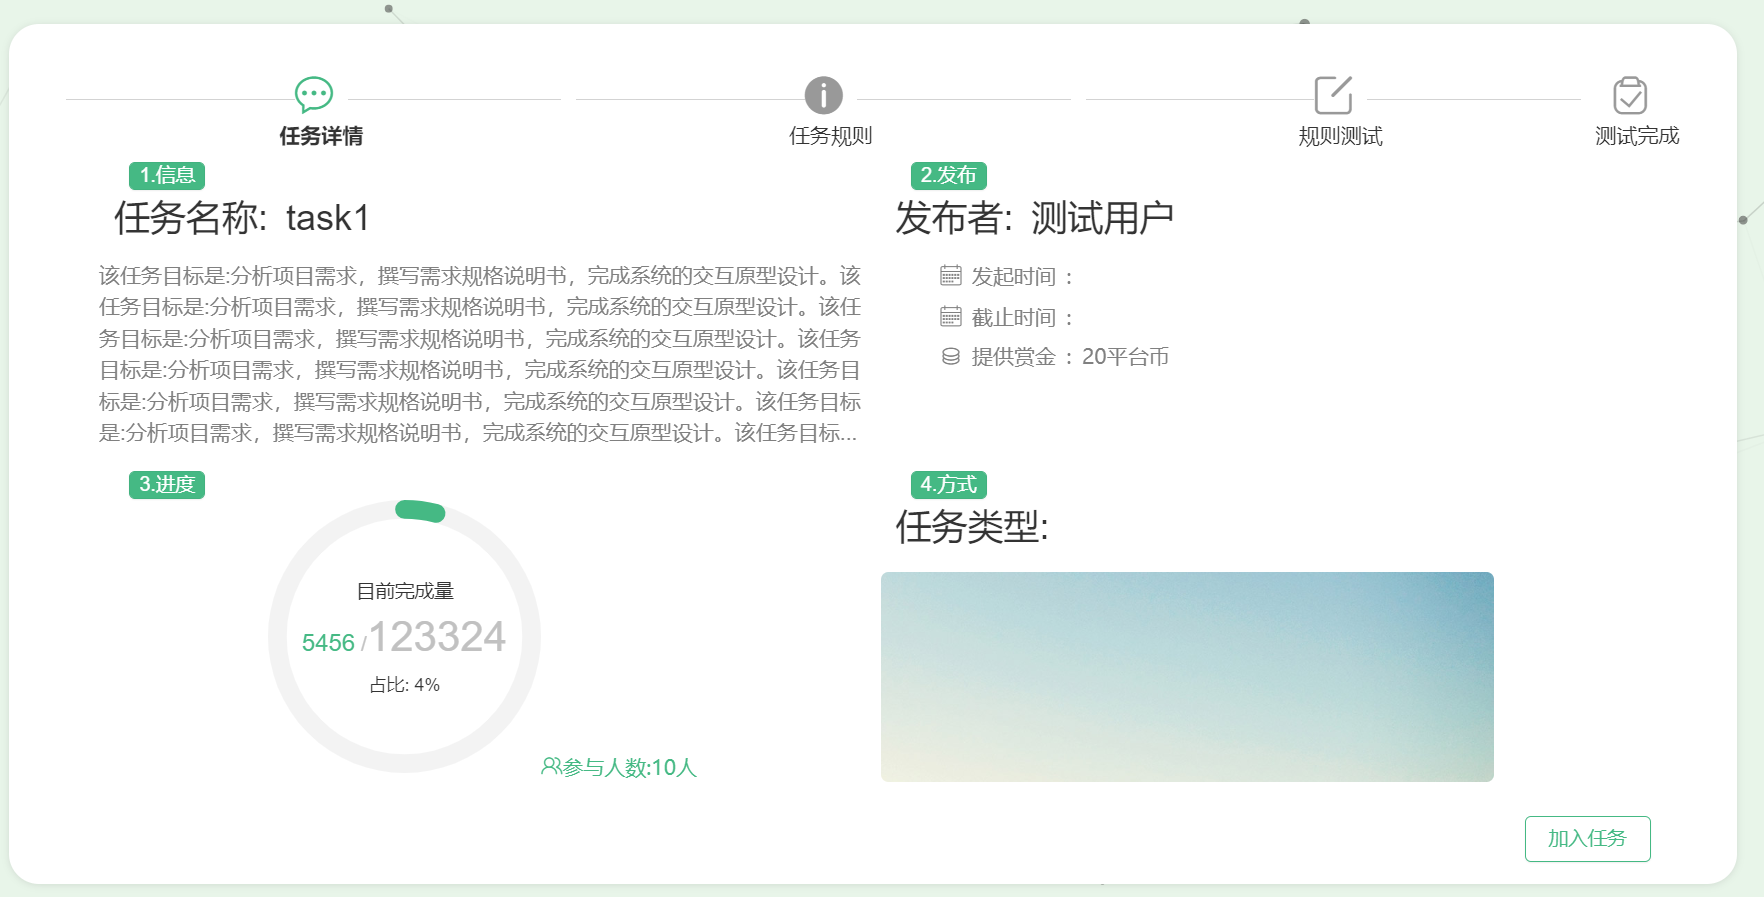 任务详情
任务规则
规则测试
测试完成
1.信息
任务名称: task1
该任务目标是:分析项目需求，撰写需求规格说明书，完成系统的交互原型设计。该
任务目标是:分析项目需求，撰写需求规格说明书，完成系统的交互原型设计。该任
务目标是:分析项目需求，撰写需求规格说明书，完成系统的交互原型设计。该任务
目标是:分析项目需求，撰写需求规格说明书，完成系统的交互原型设计。该任务目
标是:分析项目需求，撰写需求规格说明书，完成系统的交互原型设计。该任务目标
是:分析项目需求，撰写需求规格说明书，完成系统的交互原型设计。该任务目标...
2.发布
发布者: 测试用户
发起时间 :
截止时间 :
提供赏金 : 20平台币
3.进度
目前完成量
5456 /123324
占比: 4%
参与人数:10人
4.方式
任务类型:
加入任务